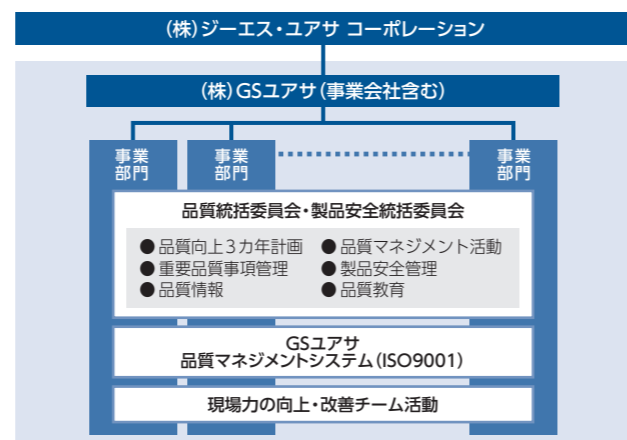 (株)ジーエス・ユアサ コーポレーション
(株)GSユアサ(事業会社含む)
事業
部門
事業
部門
事業
部門
品質統括委員会・製品安全統括委員会
●品質向上3カ年計画
●品質マネジメント活動
●重要品質事項管理
●製品安全管理
●品質情報
●品質教育
GSユアサ
品質マネジメントシステム(ISO9001)
現場力の向上・改善チーム活動